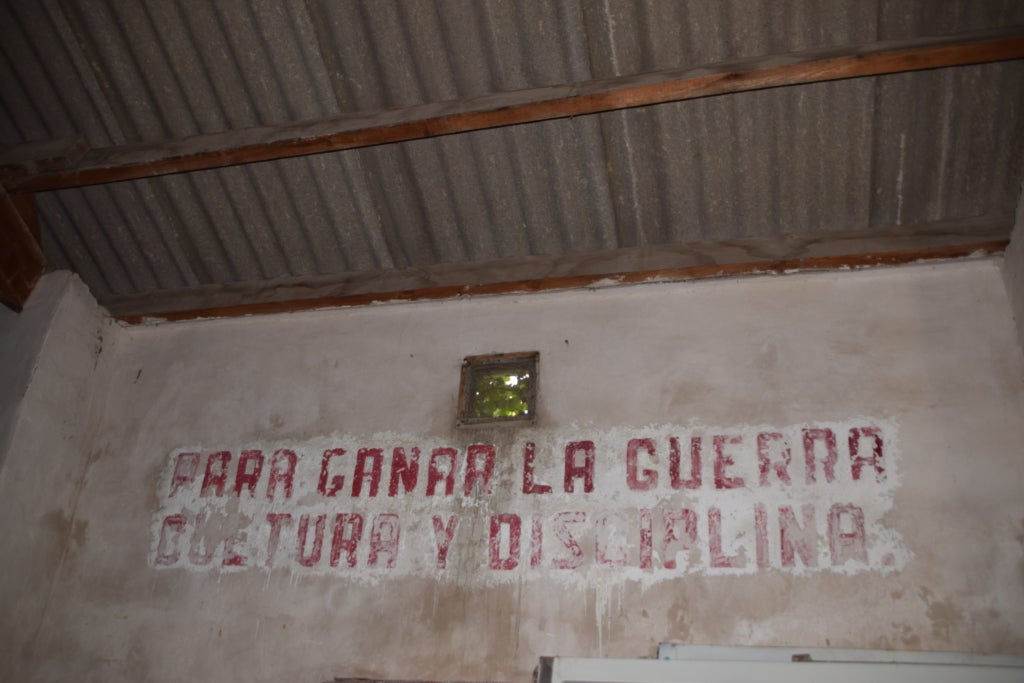 PARA GANAR LA GUERRA
CULTURA Y DISCIPLINA.